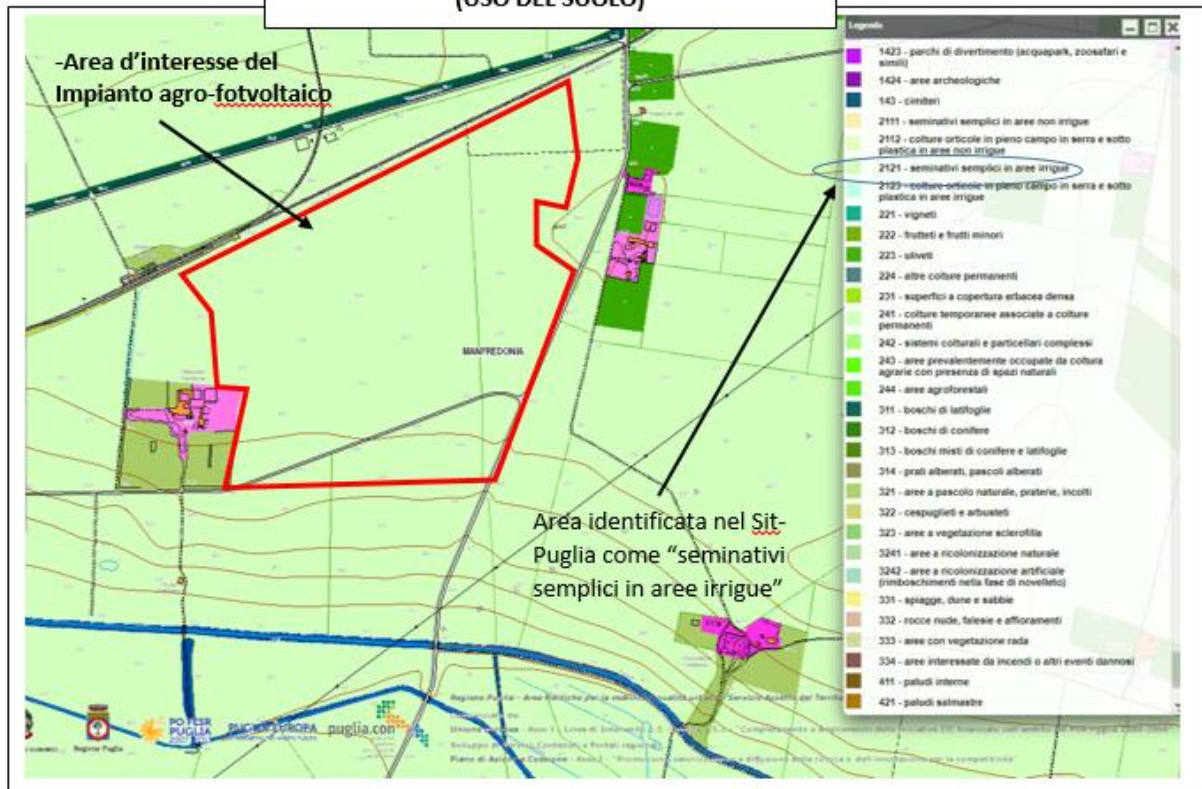 (USO DEL SUOLO)
-Area d’interesse del
Impianto agro-fotvoltaico
MANFREDONIA
Area identificata nel Sit-
Puglia come “seminativi
semplici in aree irrigue”
Legenda
1423 - parchi di divertimento (acquapark, zoosafari e
simili)
1424 - aree archeologiche
143 - cimiteri
2111 - seminativi semplici in aree non irrigue
2112 - colture orticole in pieno campo in serra e sotto
plastica in aree non irrigue
2121 - seminativi semplici in aree irrigue
2123 - colture orticole in pieno campo in serra e sotto
plastica in aree irrigue
221 - vigneti
222 - frutteti e frutti minori
223 - uliveti
224 - altre colture permanenti
231 - superfici a copertura erbacea densa
241 - colture temporanee associate a colture
permanenti
242 - sistemi colturali e particellari complessi
243 - aree prevalentemente occupate da coltura
agrarie con presenza di spazi naturali
244 - aree agroforestali
311 - boschi di latifoglie
312 - boschi di conifere
313 - boschi misti di conifere e latifoglie
314 - prati alberati, pascoli alberati
321 - aree a pascolo naturale, praterie, incolti
322 - cespuglieti e arbusteti
323 - aree a vegetazione sclerofilla
3241 - aree a ricolonizzazione naturale
3242 - aree a ricolonizzazione artificiale
(rimboschimenti nella fase di novelleto)
331 - spiagge, dune e sabbie
332 - rocce nude, falesie e affioramenti
333 - aree con vegetazione rada
334 - aree interessate da incendi o altri eventi dannosi
411 - paludi interne
421 - paludi salmastre
Regione Puglia
PO FESR
PUGLIA
puglia.con